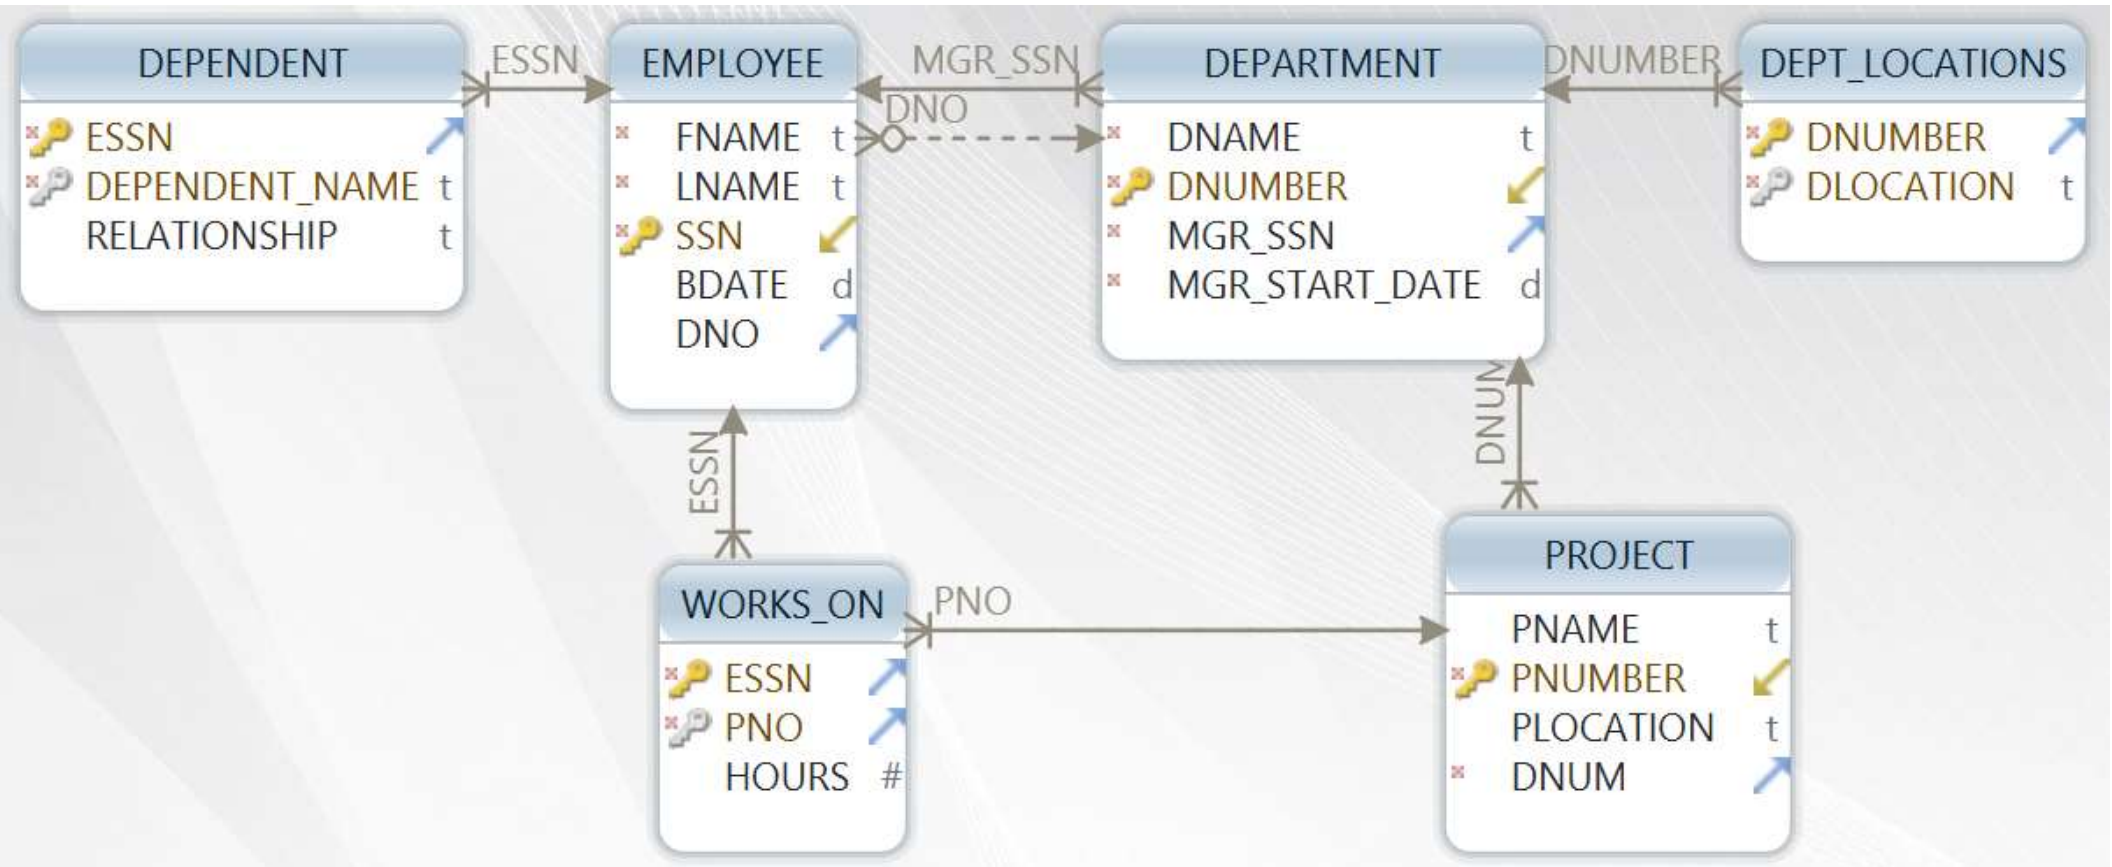 DEPENDENT
ESSN
DEPENDENT_NAME t
RELATIONSHIP t
ESSN
EMPLOYEE
FNAME t
LNAME t
SSN
BDATE d
DNO
MGR_SSN
DNO
DEPARTMENT
DNAME t
DNUMBER
MGR_SSN
MGR_START_DATE d
DNUMBER
DEPT_LOCATIONS
DNUMBER
DLOCATION t
ESSN
DNUM
WORKS_ON
ESSN
PNO
HOURS #
PNO
PROJECT
PNAME t
PNUMBER
PLOCATION t
DNUM